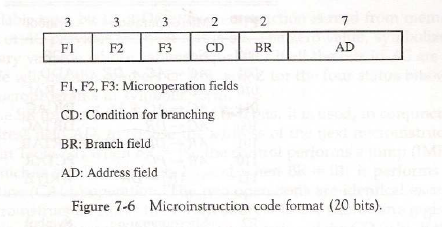 3 3 3 2 2 7
F1 F2 F3 CD BR AD
F1, F2, F3: Microoperation fields
CD: Condition for branching
BR: Branch field
AD: Address field
Figure 7-6 Microinstruction code format (20 bits).